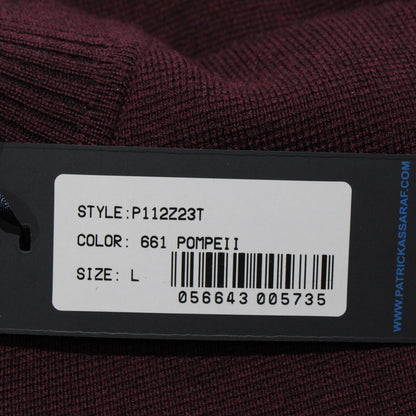 STYLE:P112Z23T
COLOR: 661 POMPEII
SIZE: L
056643 005735
WWW.PATRICKASSARAF.COM